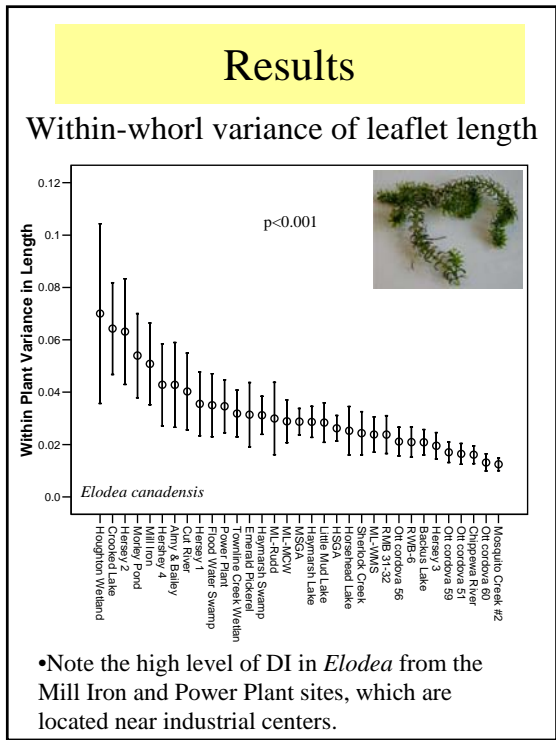 Results
Within-whorl variance of leaflet length
Within Plant Variance in Length
0.12
0.1
0.08
0.06
0.04
0.02
0.0
p<0.001
Elodea canadensis
Houghton Wetland
Crooked Lake
Hersey 2
Morley Pond
Mill Iron
Hershey 4
Almy & Bailey
Cut River
Hersey 1
Flood Water Swamp
Power Plant
Townline Creek Wetlan
Emerald Pickerel
Haymarsh Swamp
ML-Rudd
ML-MCW
MSGA
Haymarsh Lake
Little Mud Lake
HSGA
Horsehead Lake
Sherlock Creek
ML-WMS
RMB 31-32
Ott cordova 56
RWB-6
Backus Lake
Hersey 3
Ott cordova 59
Ott cordova 51
Chippewa River
Ott cordova 60
Mosquito Creek #2
•Note the high level of DI in Elodea from the
Mill Iron and Power Plant sites, which are
located near industrial centers.